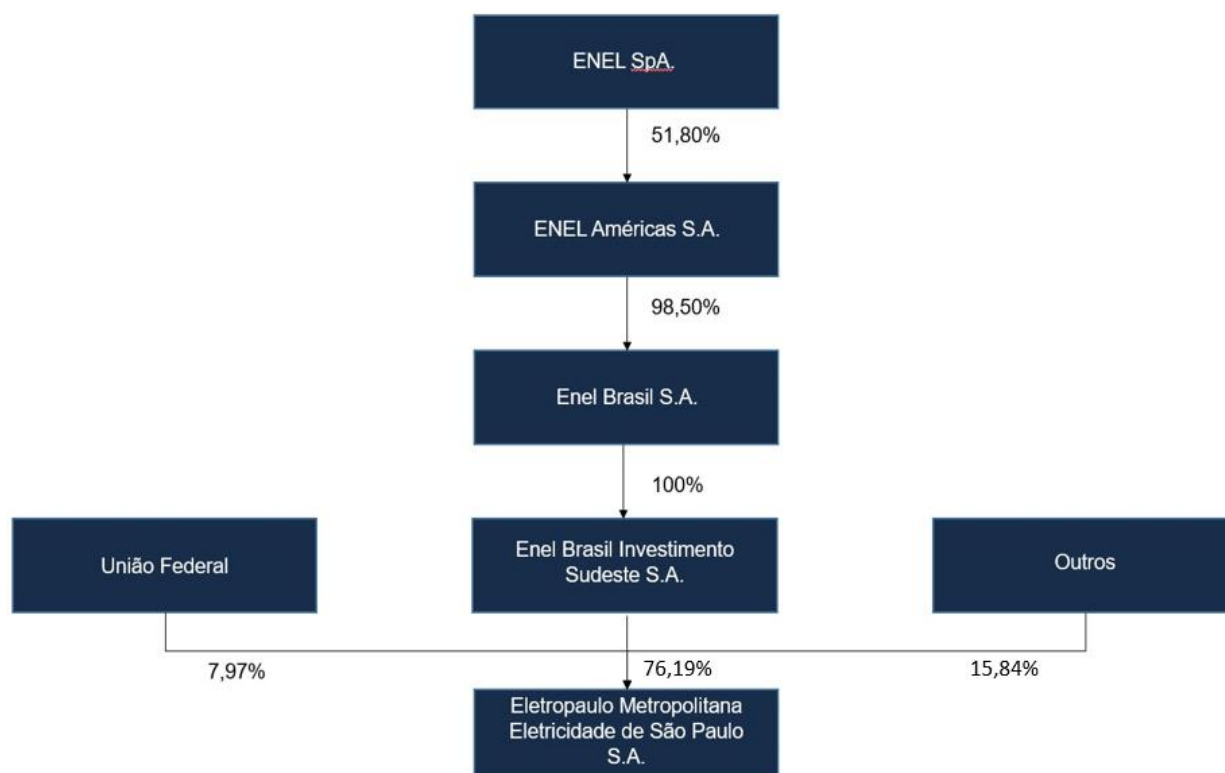 ENEL SpA.
51,80%
ENEL Américas S.A.
98,50%
Enel Brasil S.A.
100%
União Federal
Enel Brasil Investimento
Sudeste S.A.
Outros
7,97%
76,19%
15,84%
Eletropaulo Metropolitana
Eletricidade de São Paulo
S.A.